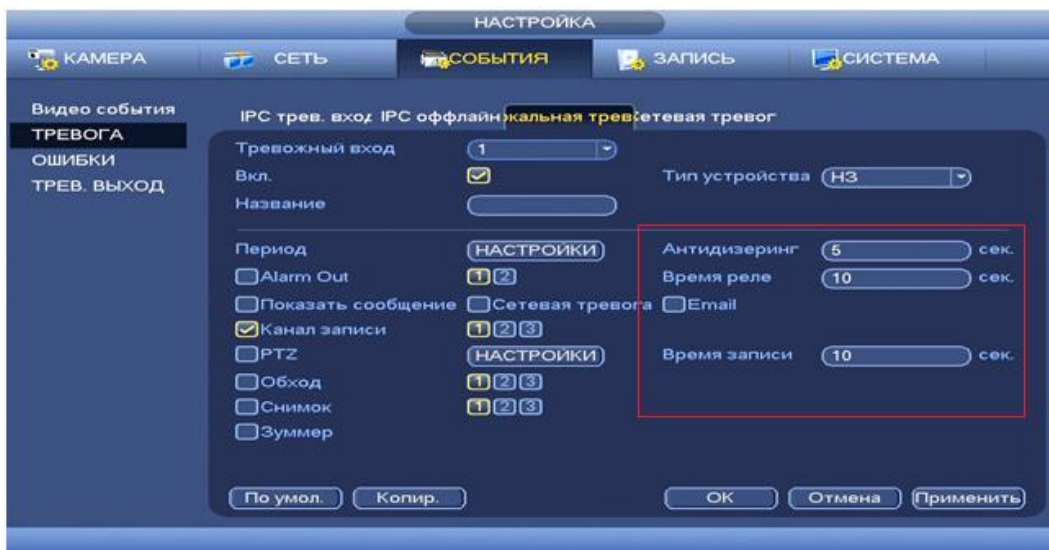 НАСТРОЙКА
КАМЕРА СЕТЬ СОБЫТИЯ ЗАПИСЬ СИСТЕМА
Видео события
ТРЕВОГА
ОШИБКИ
ТРЕВ. ВЫХОД
IPC трев. вход IPC оффлайн окальная трев Сетевая тревог
Тревожный вход 1
Вкл. Тип устройства НЗ
Название
Период НАСТРОЙКИ Антидизеринг 5 сек.
Alarm Out 1 2 Время реле 10 сек.
Показать сообщение Сетевая тревога Email
Канал записи 1 2 3
PTZ НАСТРОЙКИ Время записи 10 сек.
Обход 1 2 3
Снимок 1 2 3
Зуммер
По умол. Копир. OK Отмена Применить